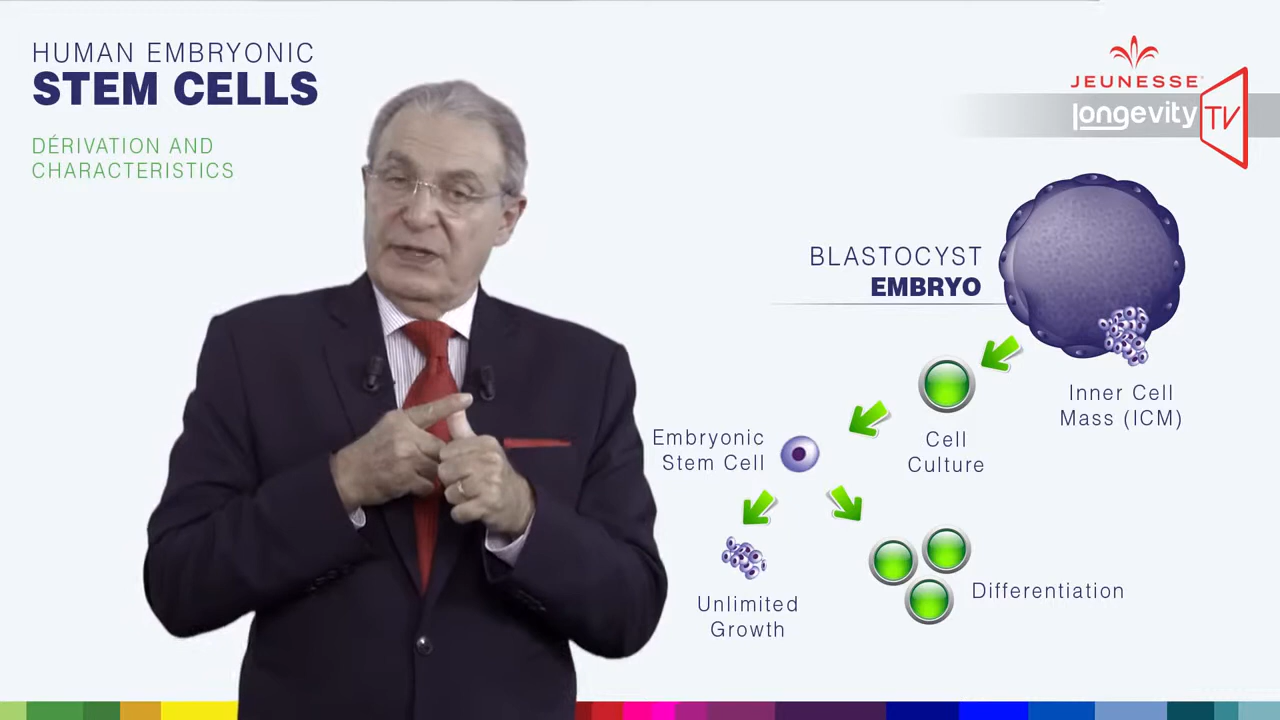 HUMAN EMBRYONIC
STEM CELLS
DÉRIVATION AND
CHARACTERISTICS
JEUNESSE
longevity TV
BLASTOCYST
EMBRYO
Inner Cell
Mass (ICM)
Cell
Culture
Embryonic
Stem Cell
Unlimited
Growth
Differentiation